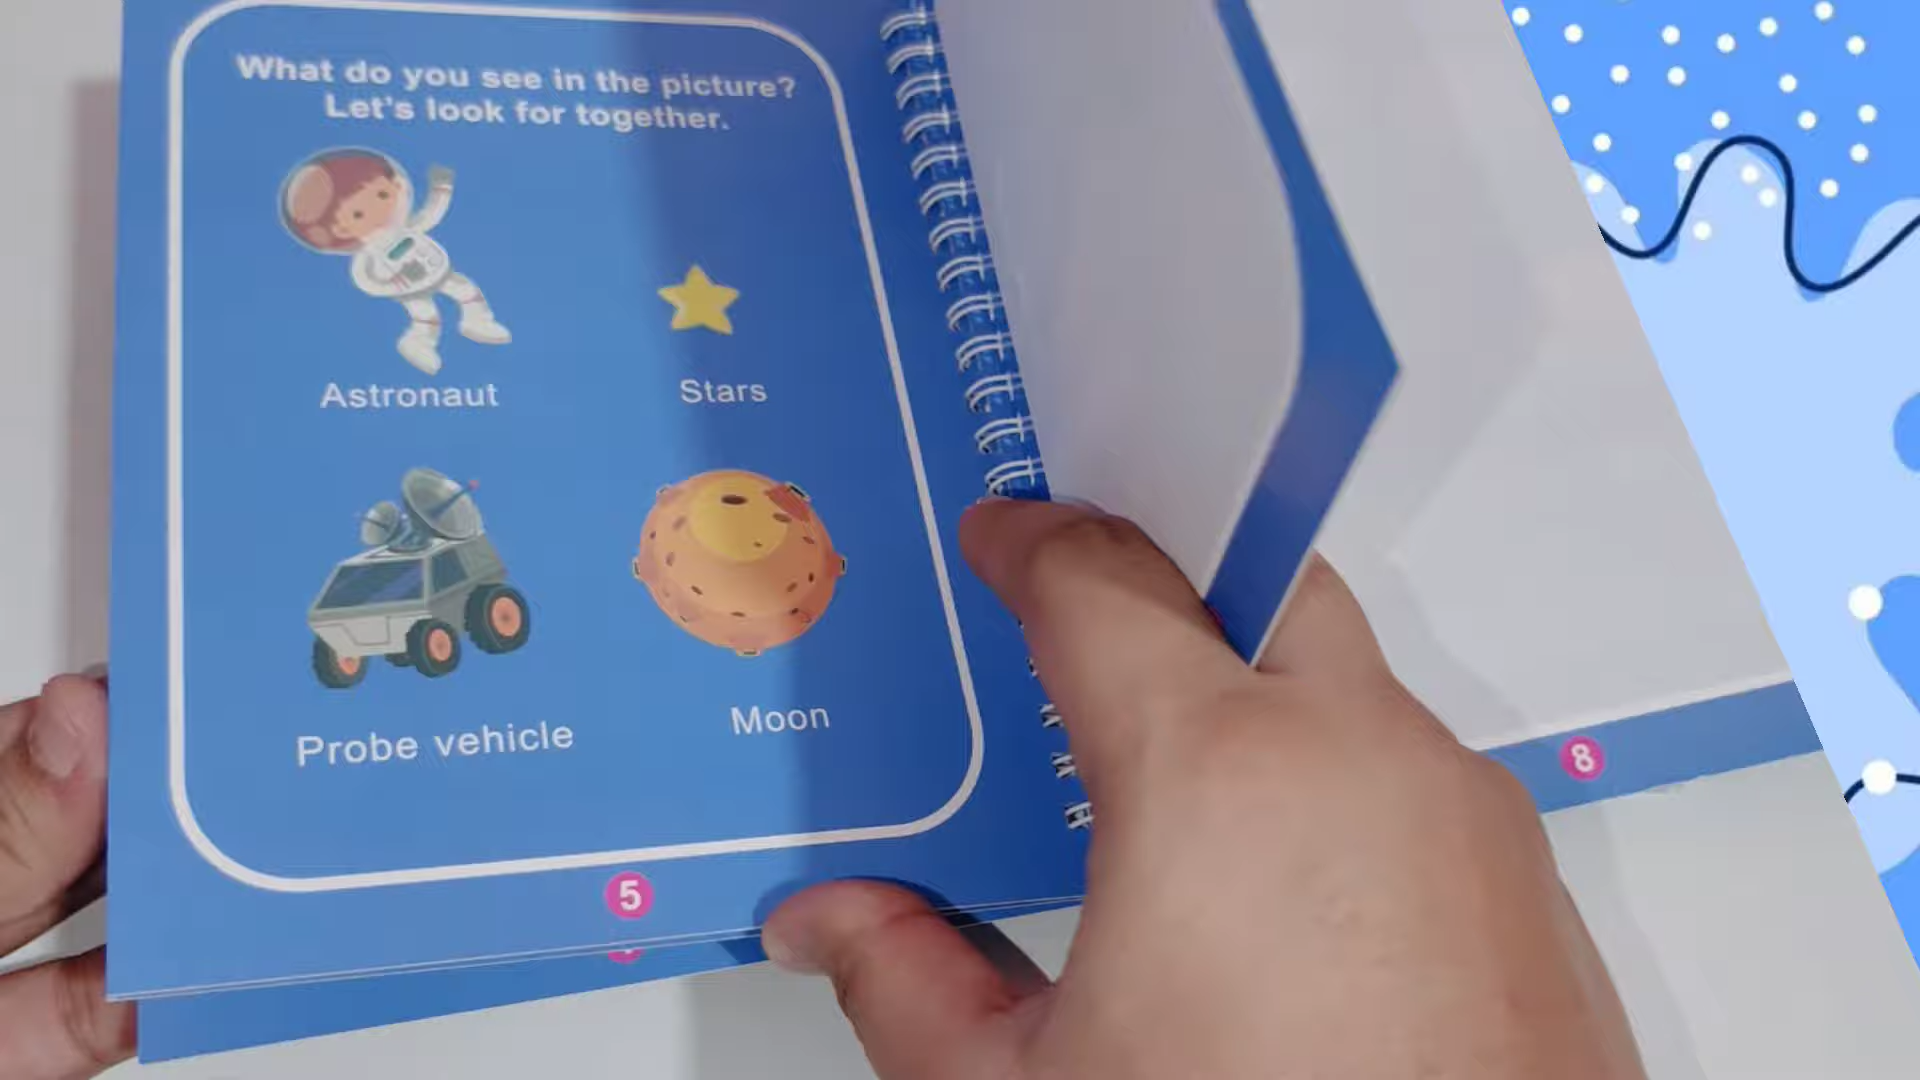 What do you see in the picture?
Let's look for together.
Astronaut
Stars
Probe vehicle
Moon
5
8